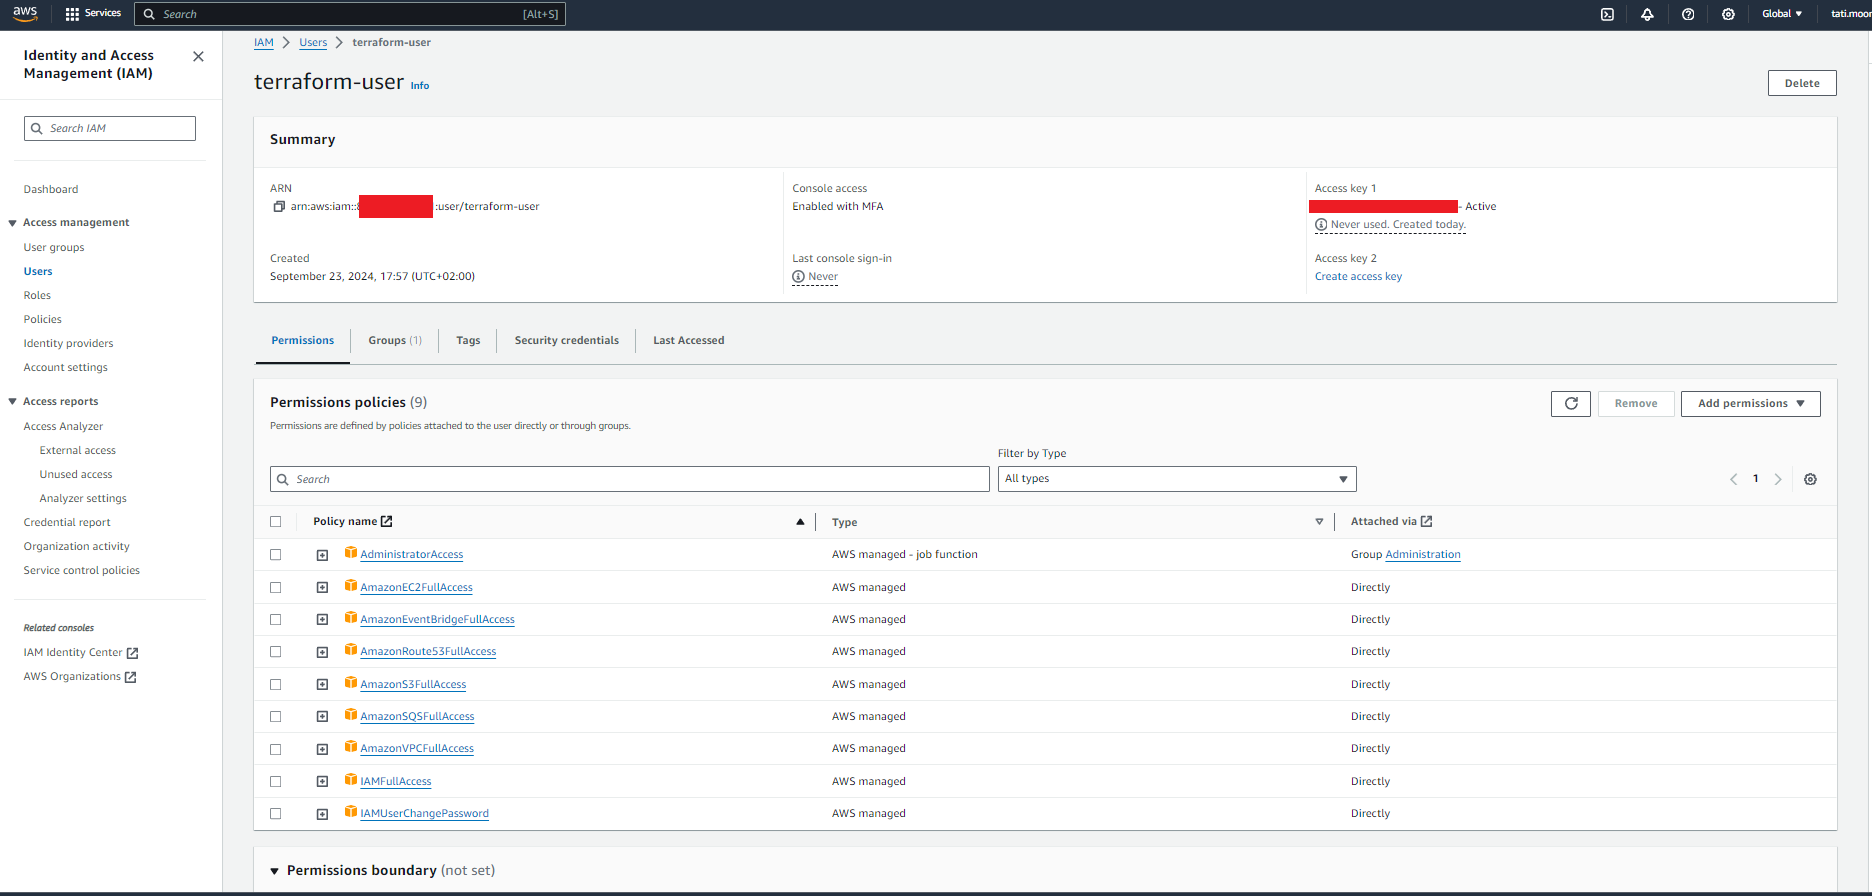 aws
Services
Search
[Alt+S]
Global
tati.moor
Identity and Access Management (IAM)
Search IAM
Dashboard
Access management
User groups
Users
Roles
Policies
Identity providers
Account settings
Access reports
Access Analyzer
External access
Unused access
Analyzer settings
Credential report
Organization activity
Service control policies
Related consoles
IAM Identity Center
AWS Organizations
IAM > Users > terraform-user
terraform-user Info
Delete
Summary
ARN
arn:aws:iam:: :user/terraform-user
Console access
Enabled with MFA
Access key 1
- Active
Never used. Created today.
Created
September 23, 2024, 17:57 (UTC+02:00)
Last console sign-in
Never
Access key 2
Create access key
Permissions
Groups (1)
Tags
Security credentials
Last Accessed
Permissions policies (9)
Permissions are defined by policies attached to the user directly or through groups.
Remove
Add permissions
Search
Filter by Type
All types
1
Policy name Type Attached via
AdministratorAccess AWS managed - job function Group Administration
AmazonEC2FullAccess AWS managed Directly
AmazonEventBridgeFullAccess AWS managed Directly
AmazonRoute53FullAccess AWS managed Directly
AmazonS3FullAccess AWS managed Directly
AmazonSQSFullAccess AWS managed Directly
AmazonVPCFullAccess AWS managed Directly
IAMFullAccess AWS managed Directly
IAMUserChangePassword AWS managed Directly
Permissions boundary (not set)